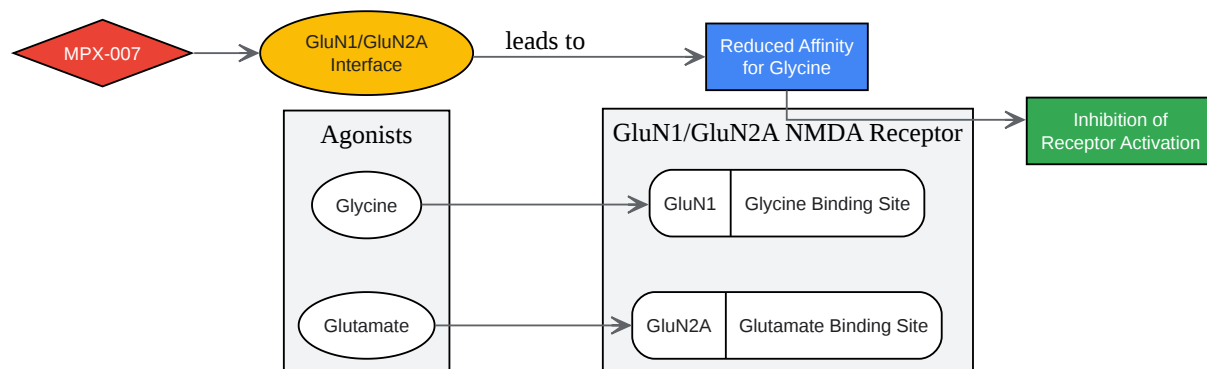 MPX-007
GluN1/GluN2A
Interface
leads to
Reduced Affinity
for Glycine
Inhibition of
Receptor Activation
Agonists
Glycine
Glutamate
GluN1/GluN2A NMDA Receptor
GluN1
Glycine Binding Site
GluN2A
Glutamate Binding Site